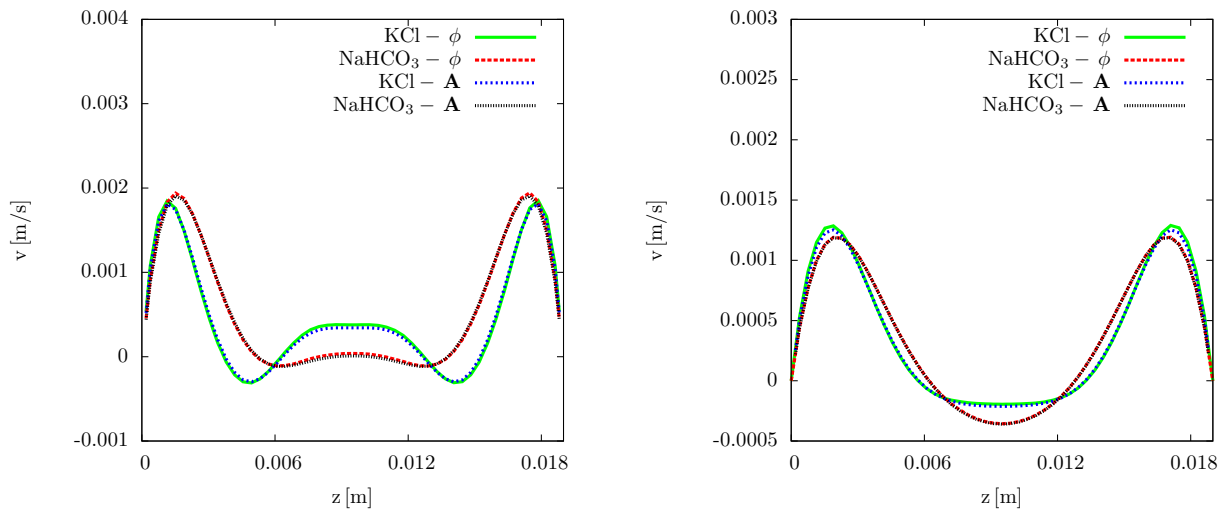 0.004
0.003
0.002
0.001
0
-0.001
0
0.006
0.012
0.018
v [m/s]
z [m]
KCl − ϕ
NaHCO₃ − ϕ
KCl − A
NaHCO₃ − A
0.003
0.0025
0.002
0.0015
0.001
0.0005
0
-0.0005
0
0.006
0.012
0.018
v [m/s]
z [m]
KCl − ϕ
NaHCO₃ − ϕ
KCl − A
NaHCO₃ − A